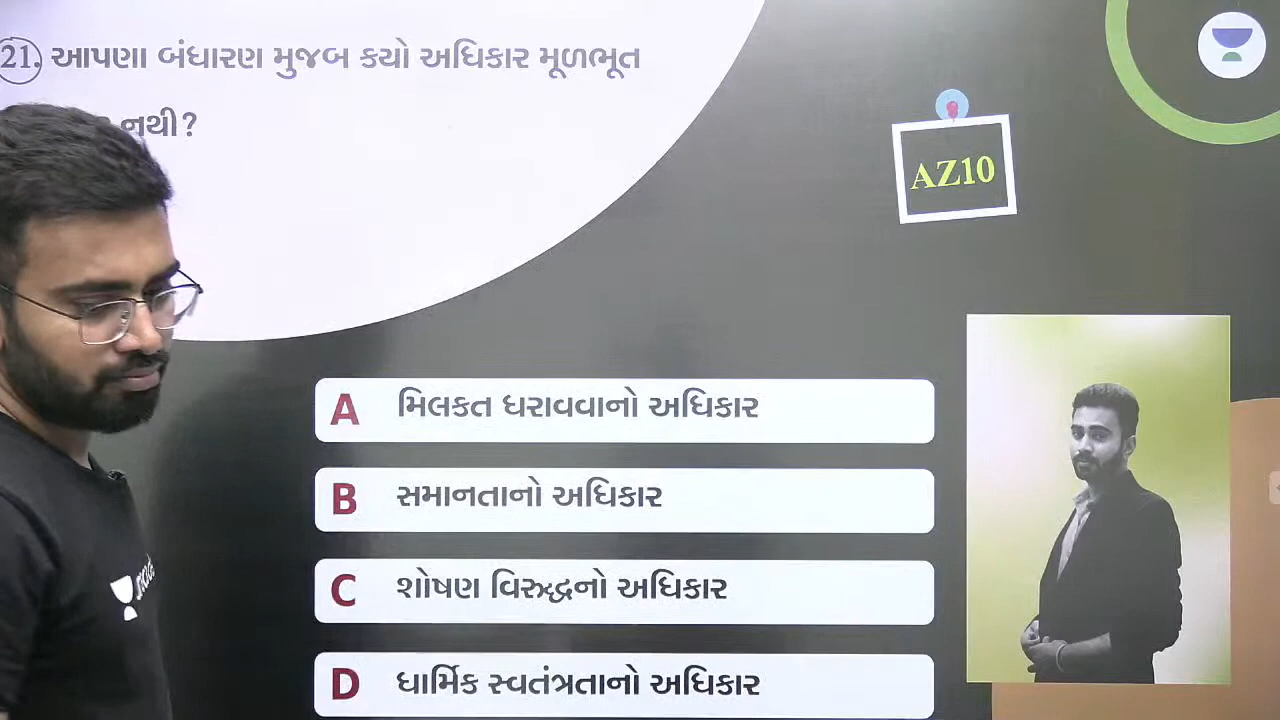 21. આપણા બંધારણ મુજબ કયો અધિકાર મૂળભૂત
નથી?
AZ10
A મિલકત ધરાવવાનો અધિકાર
B સમાનતાનો અધિકાર
C શોષણ વિરુદ્ધનો અધિકાર
D ધાર્મિક સ્વતંત્રતાનો અધિકાર